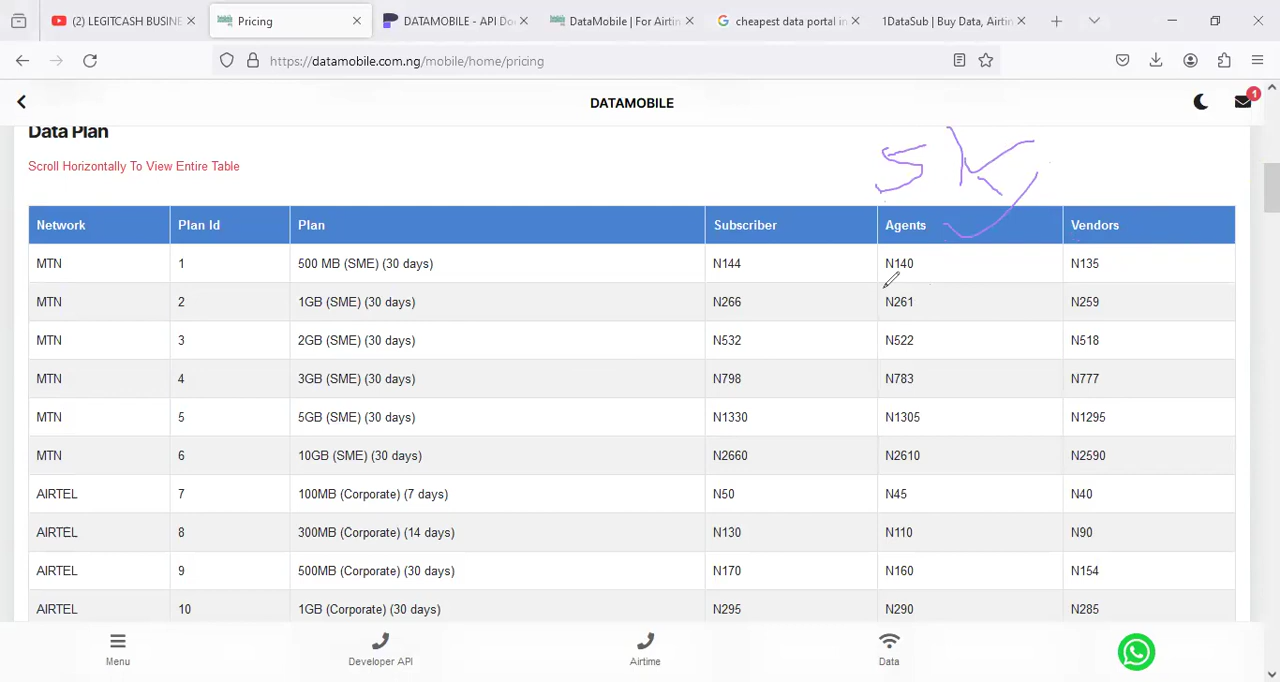 (2) LEGITCASH BUSINE
Pricing
DATAMOBILE - API Do
DataMobile | For Airtin
cheapest data portal in
1DataSub | Buy Data, Airti
https://datamobile.com.ng/mobile/home/pricing
DATAMOBILE
1
Data Plan
Scroll Horizontally To View Entire Table
5K
Network Plan Id Plan Subscriber Agents Vendors
MTN 1 500 MB (SME) (30 days) N144 N140 N135
MTN 2 1GB (SME) (30 days) N266 N261 N259
MTN 3 2GB (SME) (30 days) N532 N522 N518
MTN 4 3GB (SME) (30 days) N798 N783 N777
MTN 5 5GB (SME) (30 days) N1330 N1305 N1295
MTN 6 10GB (SME) (30 days) N2660 N2610 N2590
AIRTEL 7 100MB (Corporate) (7 days) N50 N45 N40
AIRTEL 8 300MB (Corporate) (14 days) N130 N110 N90
AIRTEL 9 500MB (Corporate) (30 days) N170 N160 N154
AIRTEL 10 1GB (Corporate) (30 days) N295 N290 N285
Menu
Developer API
Airtime
Data